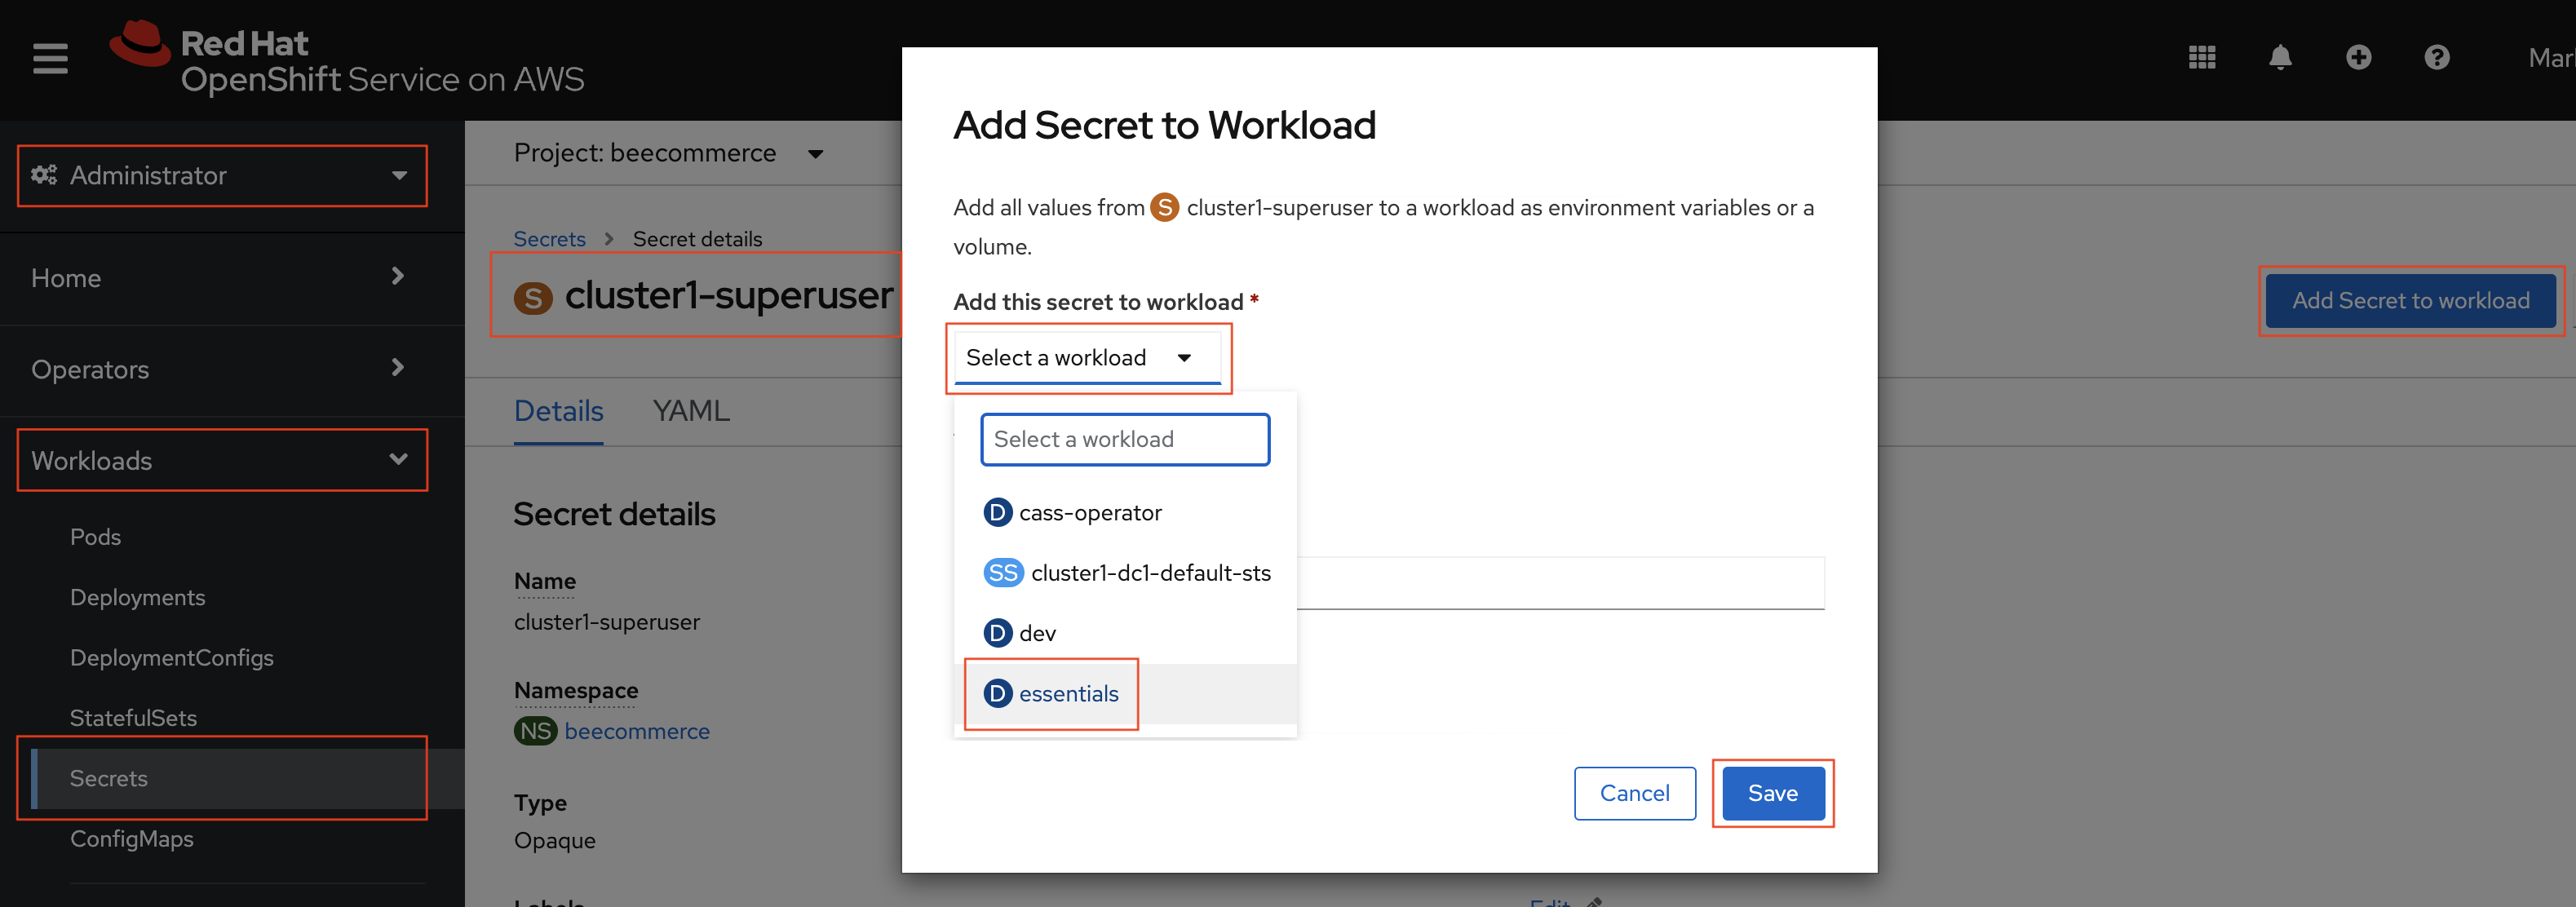 Red Hat
OpenShift Service on AWS
Administrator
Home
Operators
Workloads
Pods
Deployments
DeploymentConfigs
StatefulSets
Secrets
ConfigMaps
Project: beecommerce
Secrets > Secret details
S cluster1-superuser
Add Secret to workload
Details YAML
Secret details
Name
cluster1-superuser
Namespace
NS beecommerce
Type
Opaque
Add Secret to Workload
Add all values from S cluster1-superuser to a workload as environment variables or a
volume.
Add this secret to workload *
Select a workload
Select a workload
D cass-operator
SS cluster1-dc1-default-sts
D dev
D essentials
Cancel Save